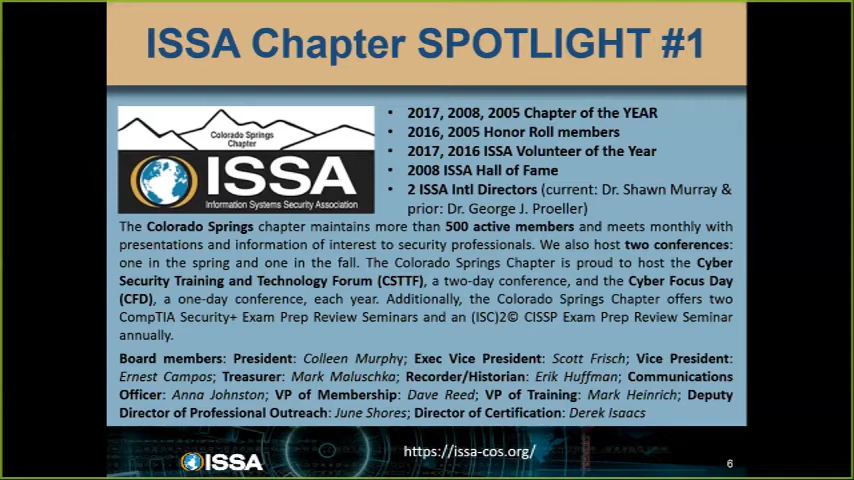 ISSA Chapter SPOTLIGHT #1
Colorado Springs
Chapter
ISSA
Information Systems Security Association
• 2017, 2008, 2005 Chapter of the YEAR
• 2016, 2005 Honor Roll members
• 2017, 2016 ISSA Volunteer of the Year
• 2008 ISSA Hall of Fame
• 2 ISSA Intl Directors (current: Dr. Shawn Murray &
prior: Dr. George J. Proeller)
The Colorado Springs chapter maintains more than 500 active members and meets monthly with
presentations and information of interest to security professionals. We also host two conferences:
one in the spring and one in the fall. The Colorado Springs Chapter is proud to host the Cyber
Security Training and Technology Forum (CSTTF), a two-day conference, and the Cyber Focus Day
(CFD), a one-day conference, each year. Additionally, the Colorado Springs Chapter offers two
CompTIA Security+ Exam Prep Review Seminars and an (ISC)2© CISSP Exam Prep Review Seminar
annually.
Board members: President: Colleen Murphy; Exec Vice President: Scott Frisch; Vice President:
Ernest Campos; Treasurer: Mark Maluschka; Recorder/Historian: Erik Huffman; Communications
Officer: Anna Johnston; VP of Membership: Dave Reed; VP of Training: Mark Heinrich; Deputy
Director of Professional Outreach: June Shores; Director of Certification: Derek Isaacs
ISSA
https://issa-cos.org/
6